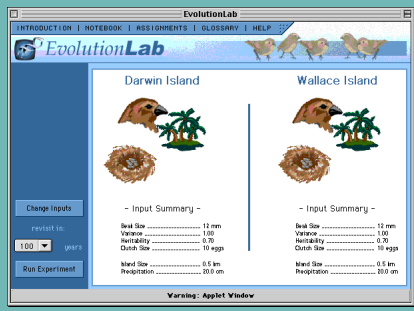 EvolutionLab
INTRODUCTION | NOTEBOOK | ASSIGNMENTS | GLOSSARY | HELP
EvolutionLab
Darwin Island
Wallace Island
- Input Summary -
Beak Size 12 mm
Variance 1.00
Heritability 0.70
Clutch Size 10 eggs
Island Size 0.5 km
Precipitation 20.0 cm
- Input Summary -
Beak Size 12 mm
Variance 1.00
Heritability 0.70
Clutch Size 10 eggs
Island Size 0.5 km
Precipitation 20.0 cm
Change Inputs
revisit in:
100 years
Run Experiment
Warning: Applet Window